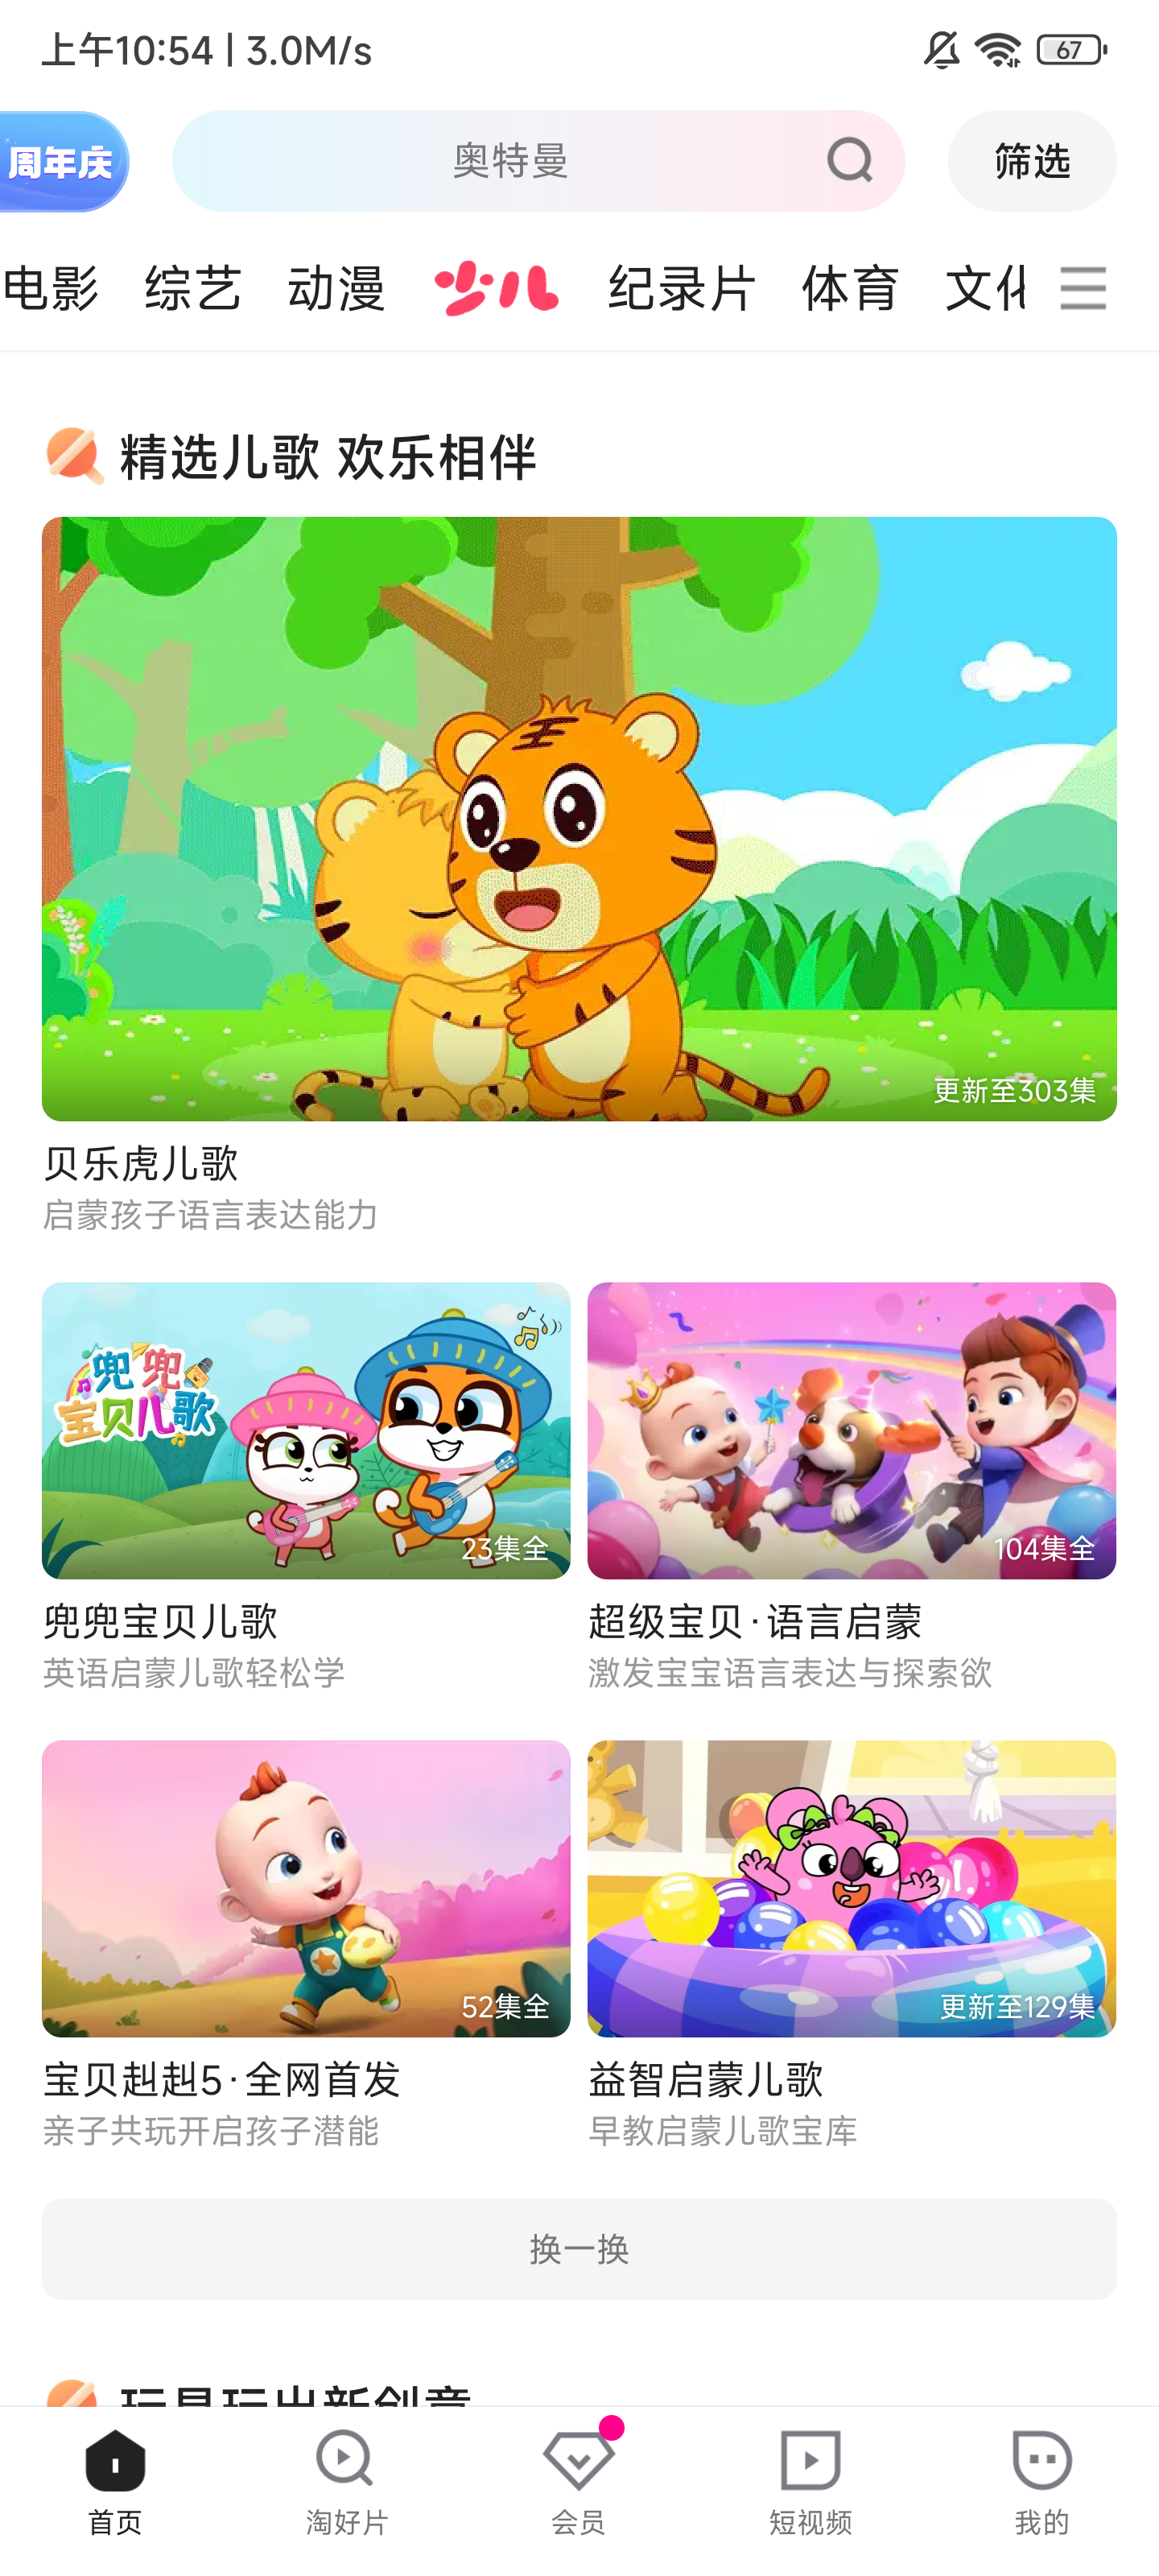 上午10:54 | 3.0M/s
67
周年庆
奥特曼
筛选
电影 综艺 动漫 少儿 纪录片 体育 文化
精选儿歌 欢乐相伴
更新至303集
贝乐虎儿歌
启蒙孩子语言表达能力
兜兜
宝贝儿歌
23集全
104集全
兜兜宝贝儿歌
超级宝贝·语言启蒙
英语启蒙儿歌轻松学
激发宝宝语言表达与探索欲
52集全
更新至129集
宝贝赳赳5·全网首发
益智启蒙儿歌
亲子共玩开启孩子潜能
早教启蒙儿歌宝库
换一换
玩具玩出新创意
首页 淘好片 会员 短视频 我的